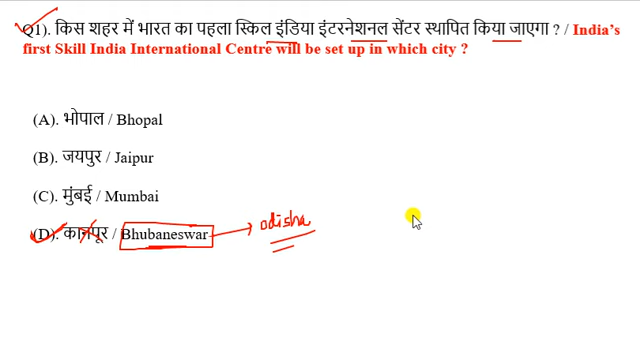 Q1). किस शहर में भारत का पहला स्किल इंडिया इंटरनेशनल सेंटर स्थापित किया जाएगा ? / India's
first Skill India International Centre will be set up in which city ?
(A). भोपाल / Bhopal
(B). जयपुर / Jaipur
(C). मुंबई / Mumbai
(D). कानपूर / Bhubaneswar odisha